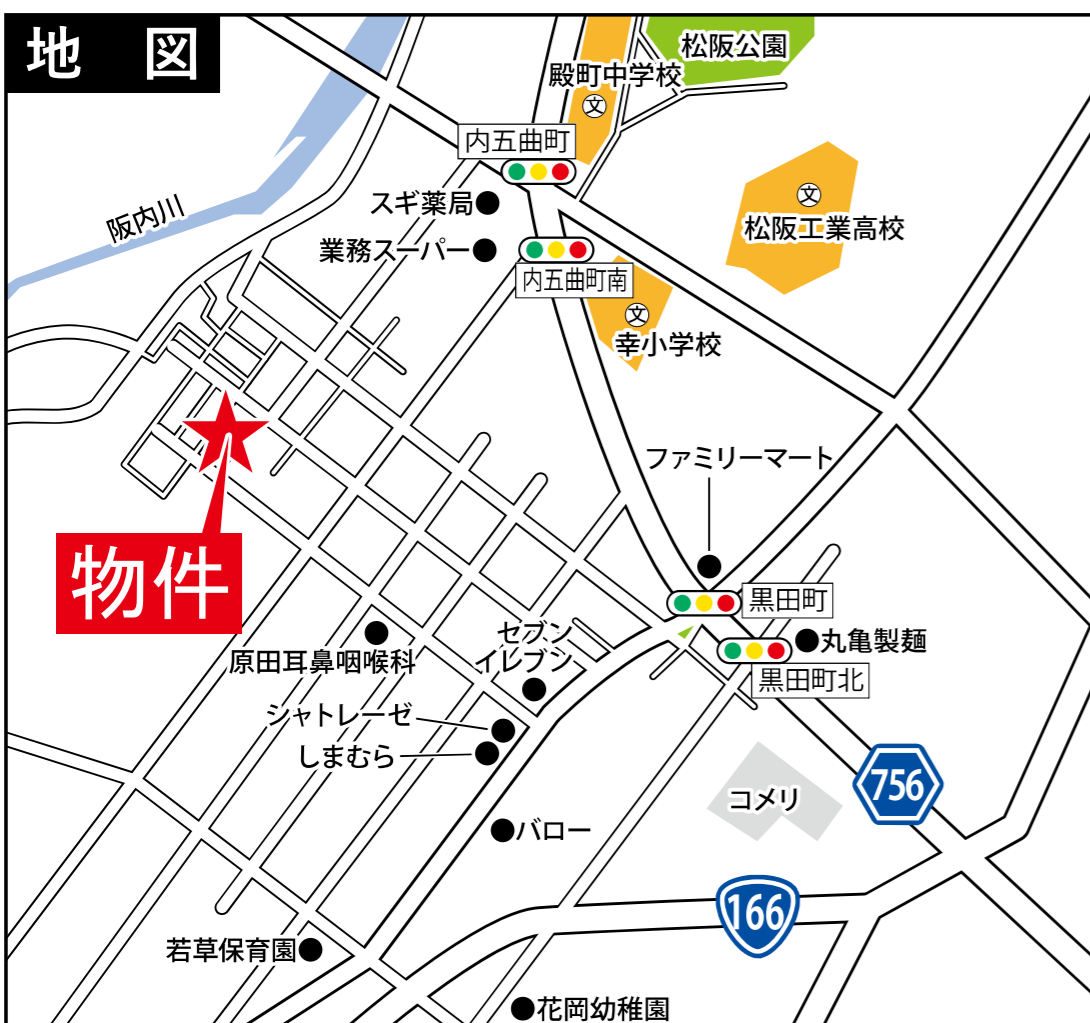 地 図
松阪公園
殿町中学校
文
内五曲町
スギ薬局
文
松阪工業高校
阪内川
業務スーパー
内五曲町南
文
幸小学校
ファミリーマート
物件
黒田町
セブン
イレブン
丸亀製麺
原田耳鼻咽喉科
黒田町北
シャトレーゼ
しまむら
756
コメリ
バロー
166
若草保育園
花岡幼稚園